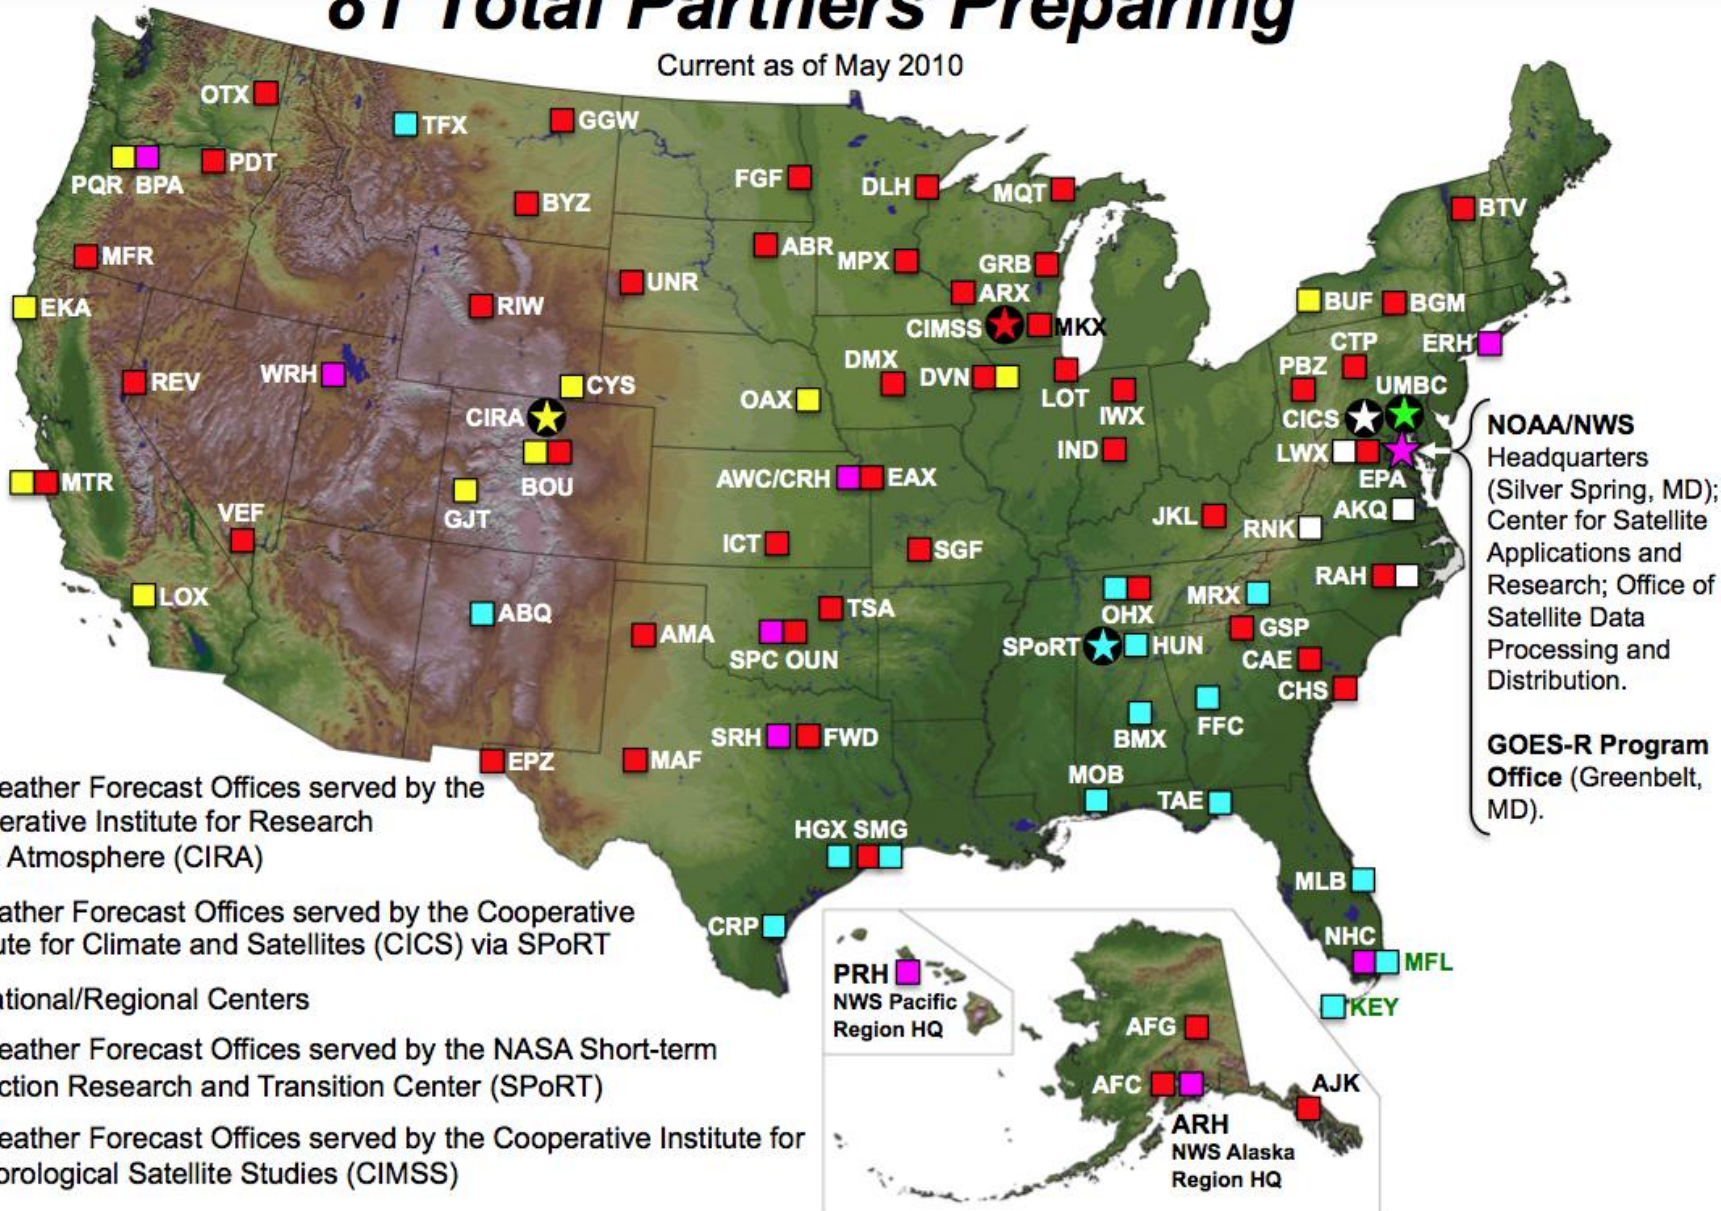 81 Total Partners Preparing
Current as of May 2010
OTX
TFX
GGW
PQR BPA
PDT
BYZ
FGF
DLH
MQT
BTV
MFR
ABR
MPX
GRB
EKA
RIW
UNR
ARX
BUF
BGM
CIMSS
MKX
CTP
ERH
REV
WRH
CYS
DMX
DVN
LOT
IWX
PBZ
UMBC
OAX
CIRA
CICS
BOU
IND
LWX
EPA
MTR
GJT
AWC/CRH
EAX
AKQ
VEF
ICT
SGF
JKL
RNK
LOX
ABQ
RAH
AMA
TSA
OHX
MRX
SPC OUN
SPoRT
HUN
GSP
CAE
CHS
EPZ
MAF
SRH
FWD
BMX
FFC
MOB
TAE
HGX SMG
CRP
MLB
NHC
MFL
KEY
NOAA/NWS
Headquarters
(Silver Spring, MD);
Center for Satellite
Applications and
Research; Office of
Satellite Data
Processing and
Distribution.
GOES-R Program
Office (Greenbelt,
MD).
eather Forecast Offices served by the
erative Institute for Research
Atmosphere (CIRA)
ather Forecast Offices served by the Cooperative
ute for Climate and Satellites (CICS) via SPoRT
ational/Regional Centers
eather Forecast Offices served by the NASA Short-term
ction Research and Transition Center (SPoRT)
eather Forecast Offices served by the Cooperative Institute for
orological Satellite Studies (CIMSS)
PRH
NWS Pacific
Region HQ
AFG
AFC
AJK
ARH
NWS Alaska
Region HQ